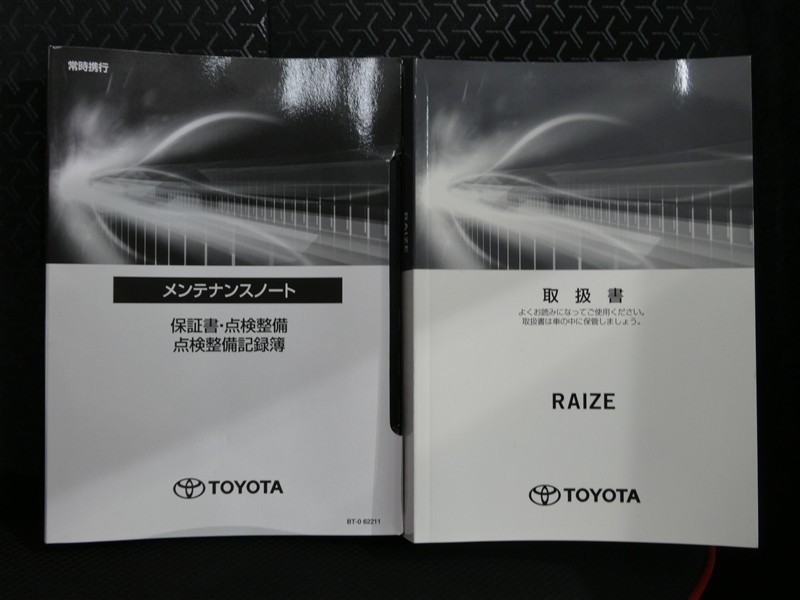 常時携行
メンテナンスノート
保証書・点検整備
点検整備記録簿
TOYOTA
BT-0 62211
RAIZE
取扱書
よくお読みになってご使用ください。
取扱書は車の中に保管しましょう。
RAIZE
TOYOTA